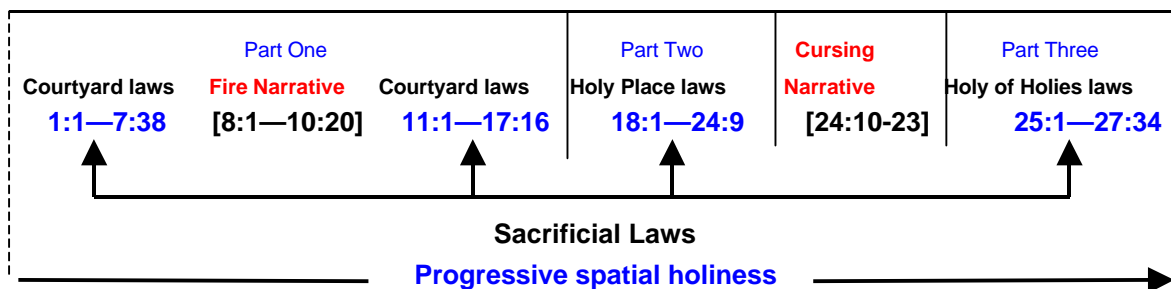 Part One Part Two Cursing Part Three
Courtyard laws Fire Narrative Courtyard laws Holy Place laws Narrative Holy of Holies laws
1:1—7:38 [8:1—10:20] 11:1—17:16 18:1—24:9 [24:10-23] 25:1—27:34
Sacrificial Laws
Progressive spatial holiness